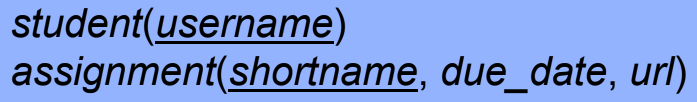 student(username)
assignment(shortname, due_date, url)